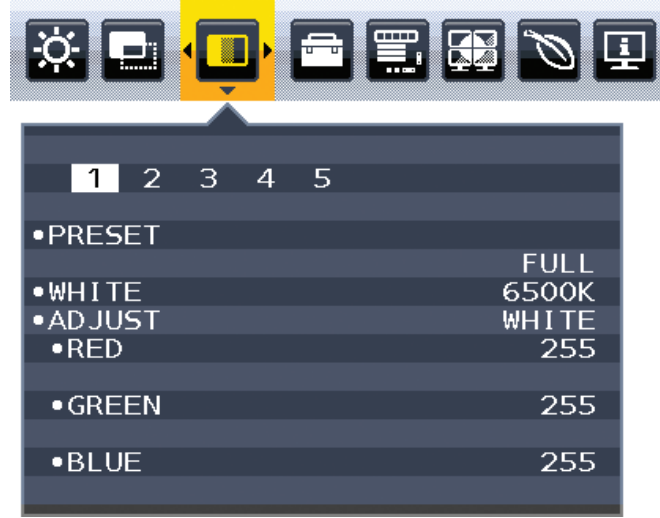 1 2 3 4 5
•PRESET
FULL
•WHITE 6500K
•ADJUST WHITE
•RED 255
•GREEN 255
•BLUE 255